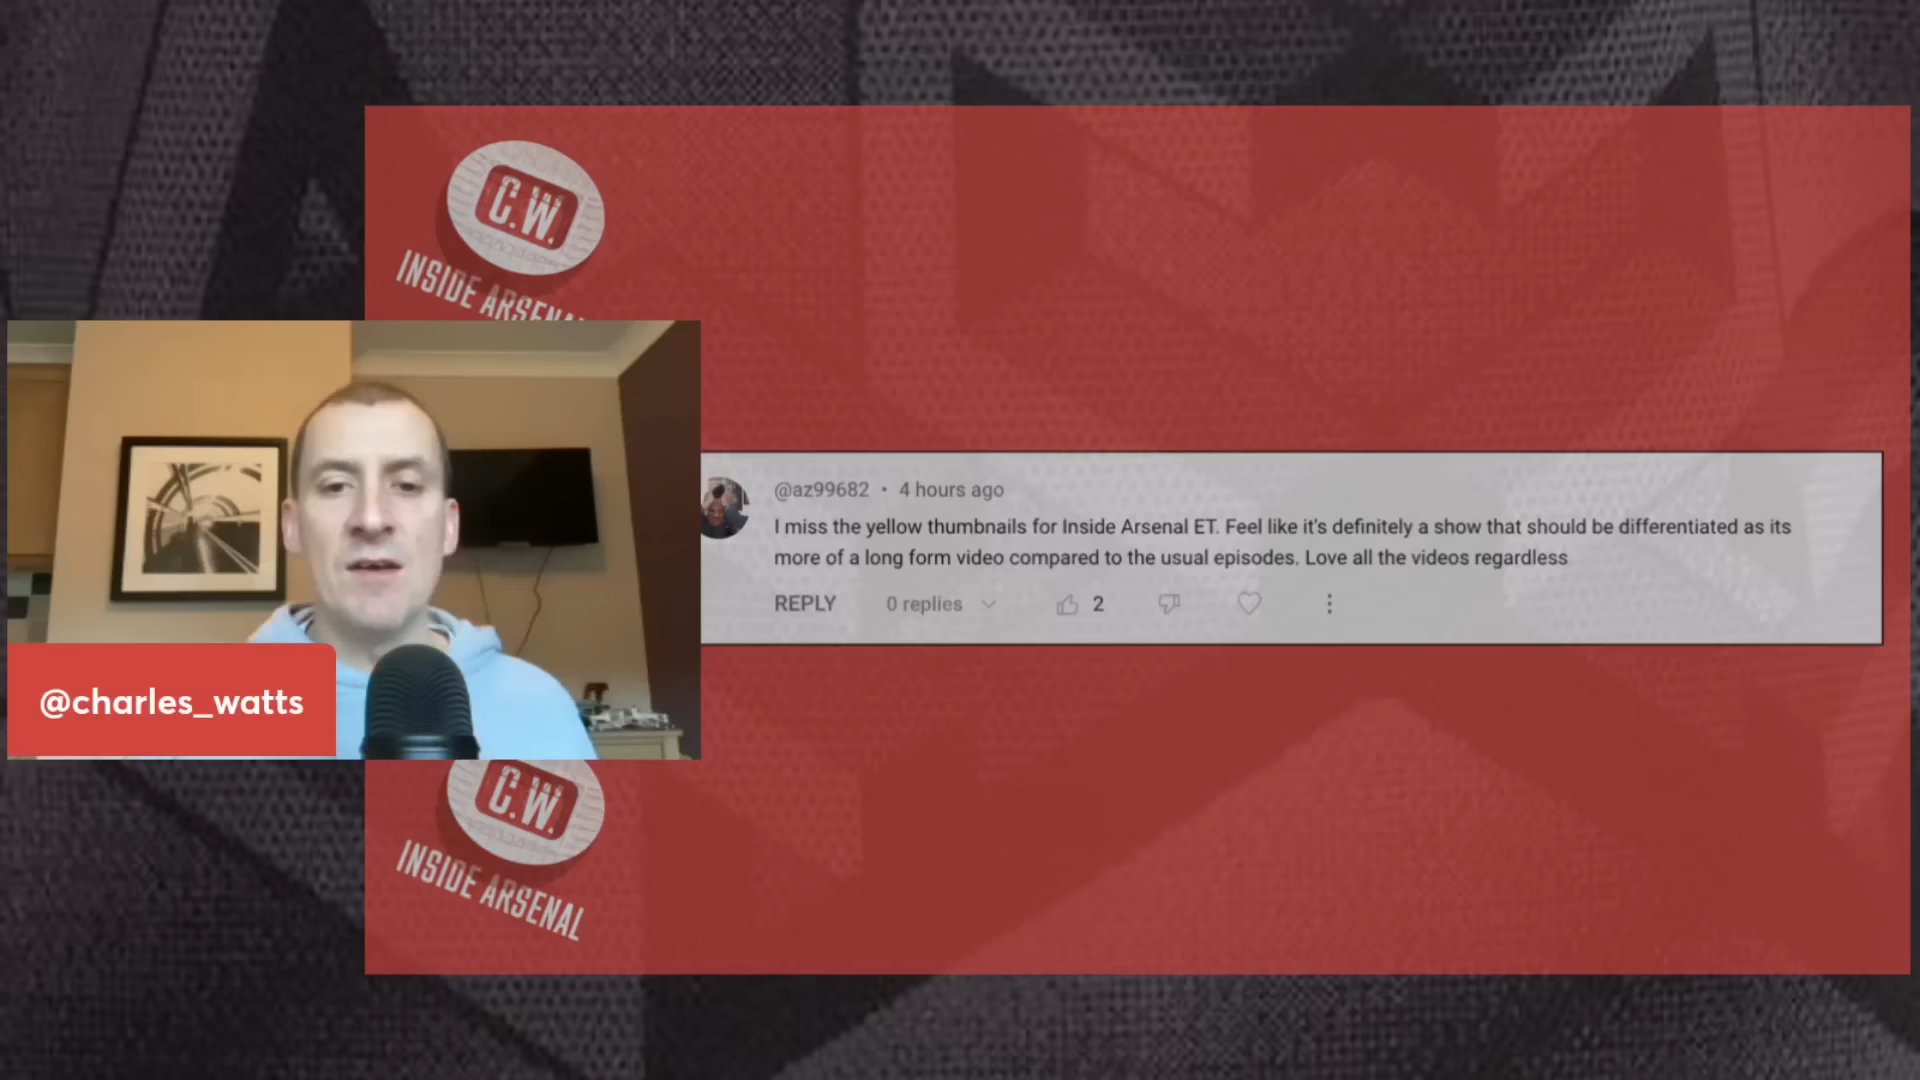 C.W.
INSIDE ARSENAL
@az99682 • 4 hours ago
I miss the yellow thumbnails for Inside Arsenal ET. Feel like it's definitely a show that should be differentiated as its
more of a long form video compared to the usual episodes. Love all the videos regardless
REPLY 0 replies 2
@charles_watts
C.W.
INSIDE ARSENAL